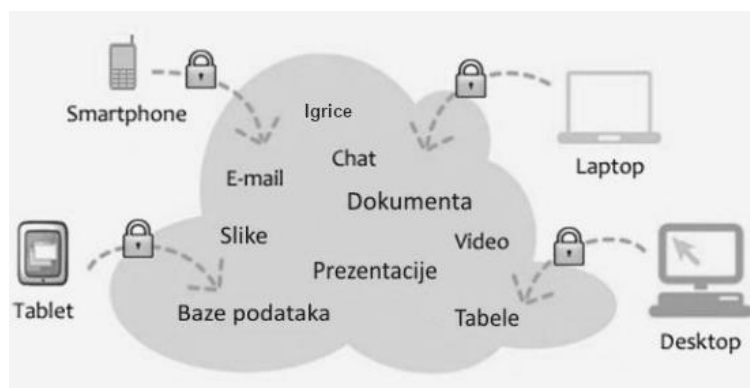 Smartphone
Igrice
Chat
E-mail
Dokumenta
Laptop
Slike
Video
Prezentacije
Tablet
Baze podataka
Tabele
Desktop